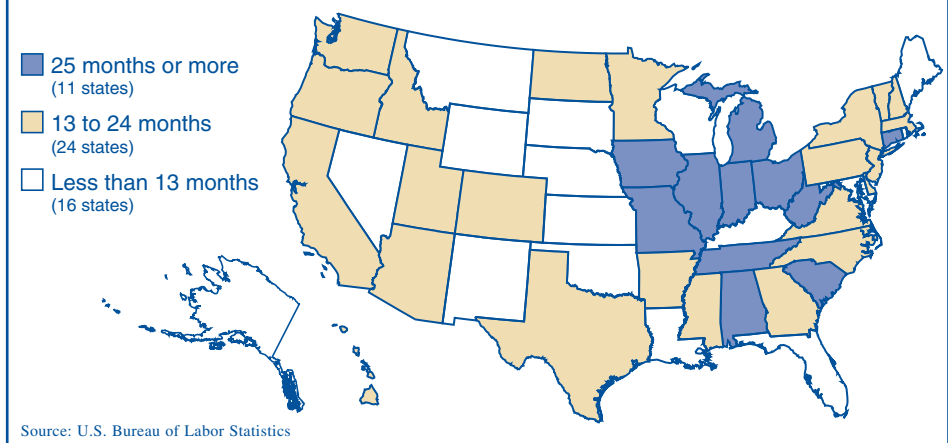 25 months or more
(11 states)
13 to 24 months
(24 states)
Less than 13 months
(16 states)
Source: U.S. Bureau of Labor Statistics